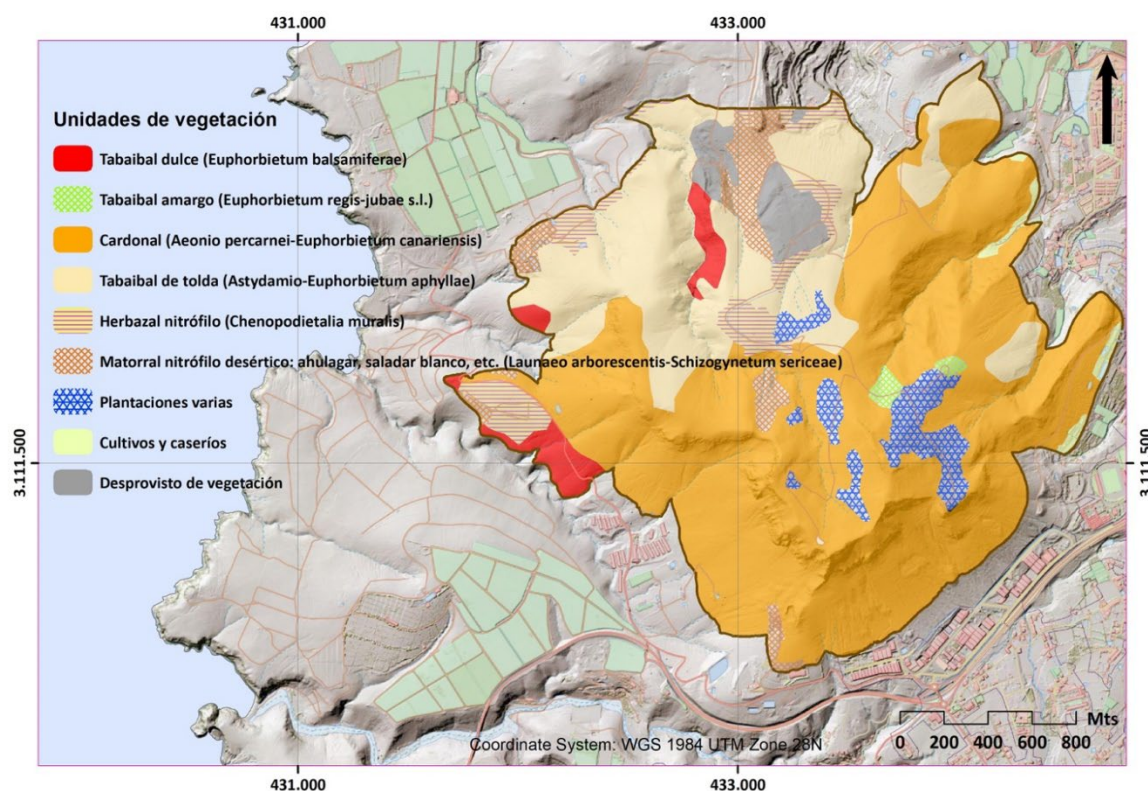 431.000 433.000
Unidades de vegetación
Tabaibal dulce (Euphorbietum balsamiferae)
Tabaibal amargo (Euphorbietum regis-jubae s.l.)
Cardonal (Aeonio percarnei-Euphorbietum canariensis)
Tabaibal de tolda (Astydamio-Euphorbietum aphyllae)
Herbazal nitrófilo (Chenopodietalia muralis)
Matorral nitrófilo desértico: ahulagar, saladar blanco, etc. (Launaeo arborescentis-Schizogynetum sericeae)
Plantaciones varias
Cultivos y caseríos
Desprovisto de vegetación
3.111.500 3.111.500
Mts
0 200 400 600 800
Coordinate System: WGS 1984 UTM Zone 28N
431.000 433.000